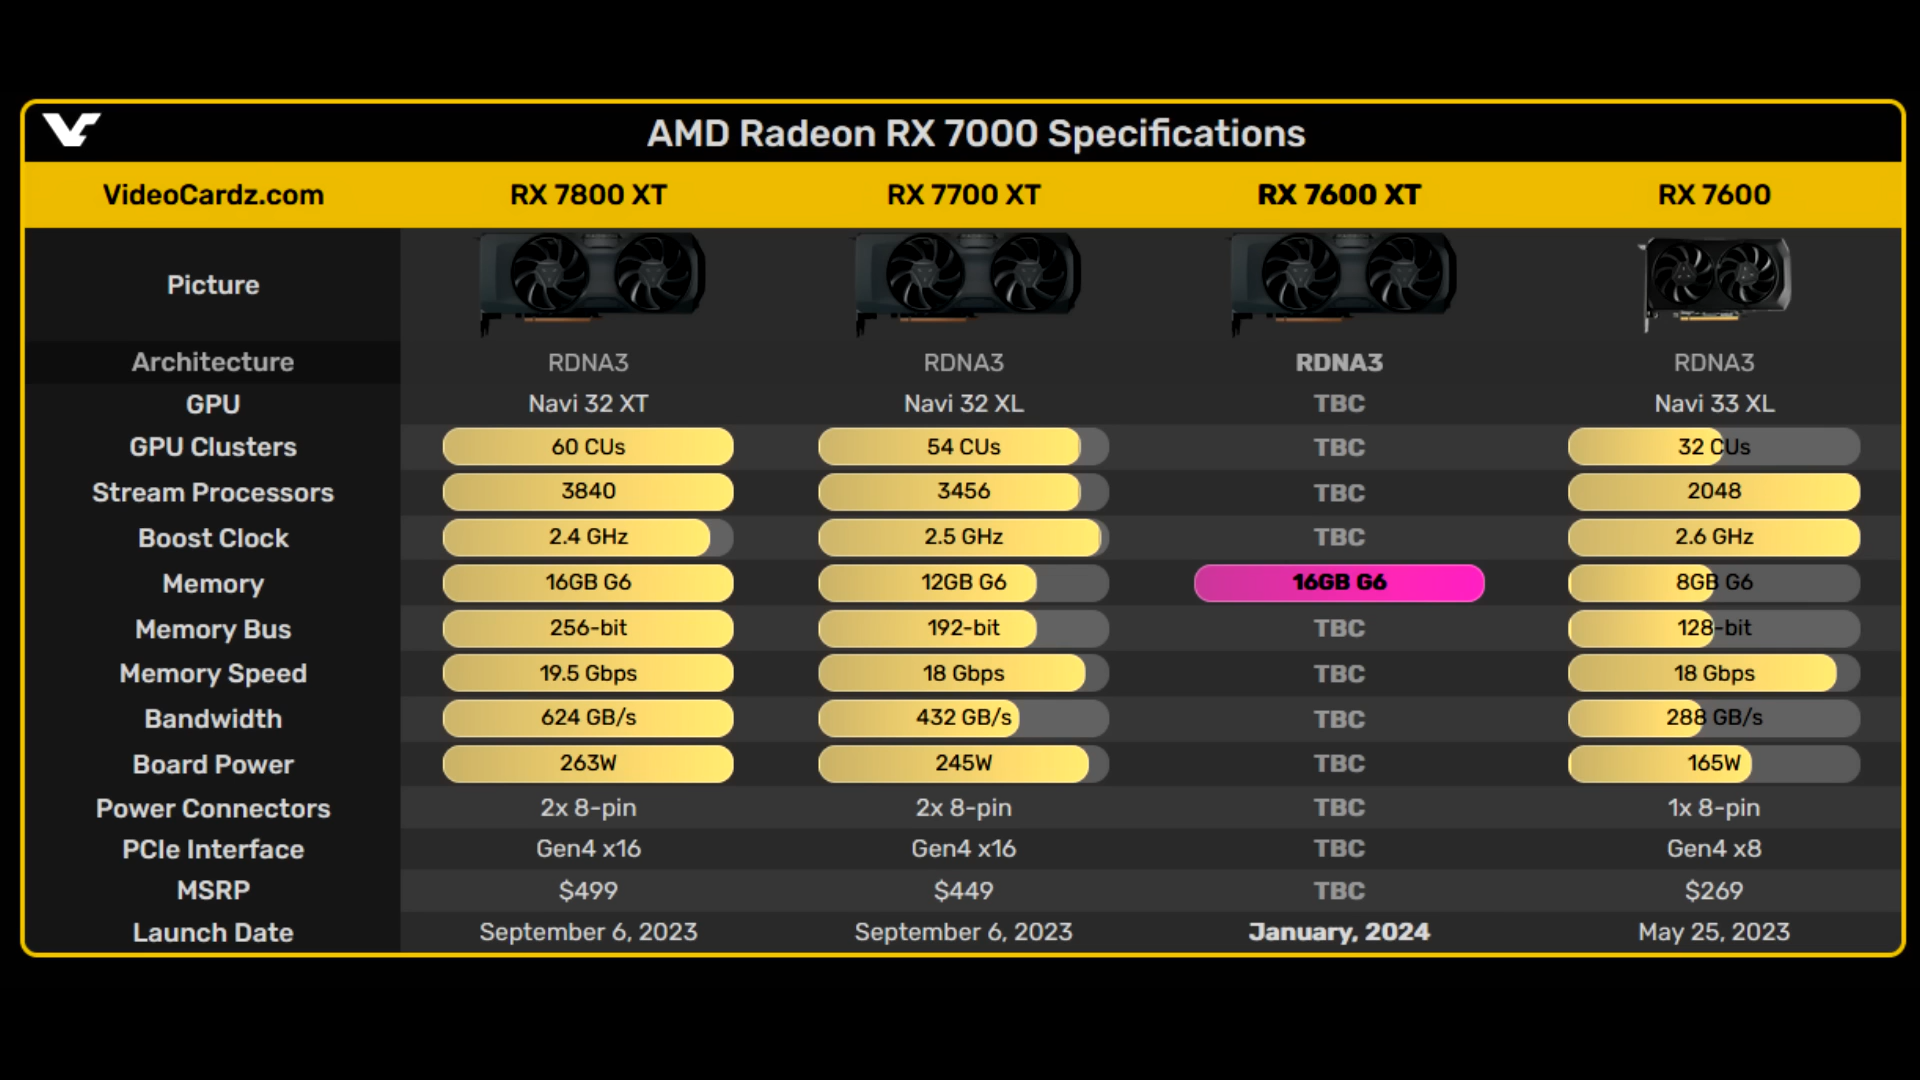 AMD Radeon RX 7000 Specifications
VideoCardz.com RX 7800 XT RX 7700 XT RX 7600 XT RX 7600
Picture
Architecture RDNA3 RDNA3 RDNA3 RDNA3
GPU Navi 32 XT Navi 32 XL TBC Navi 33 XL
GPU Clusters 60 CUs 54 CUs TBC 32 CUs
Stream Processors 3840 3456 TBC 2048
Boost Clock 2.4 GHz 2.5 GHz TBC 2.6 GHz
Memory 16GB G6 12GB G6 16GB G6 8GB G6
Memory Bus 256-bit 192-bit TBC 128-bit
Memory Speed 19.5 Gbps 18 Gbps TBC 18 Gbps
Bandwidth 624 GB/s 432 GB/s TBC 288 GB/s
Board Power 263W 245W TBC 165W
Power Connectors 2x 8-pin 2x 8-pin TBC 1x 8-pin
PCIe Interface Gen4 x16 Gen4 x16 TBC Gen4 x8
MSRP $499 $449 TBC $269
Launch Date September 6, 2023 September 6, 2023 January, 2024 May 25, 2023